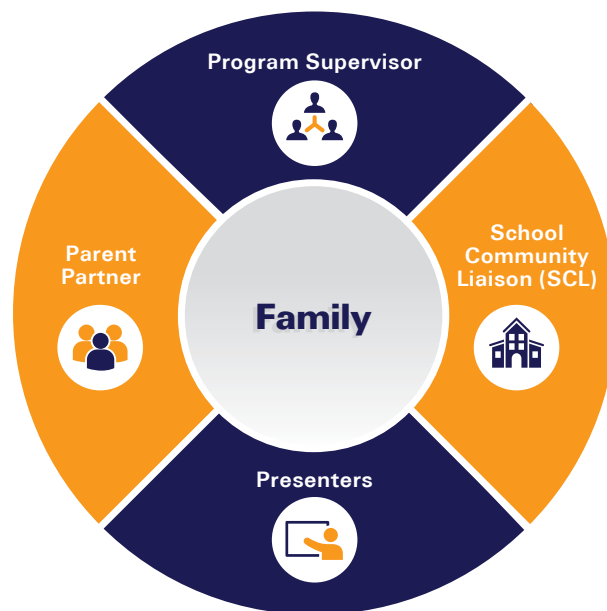 Program Supervisor
Parent
Partner
School
Community
Liaison (SCL)
Family
Presenters